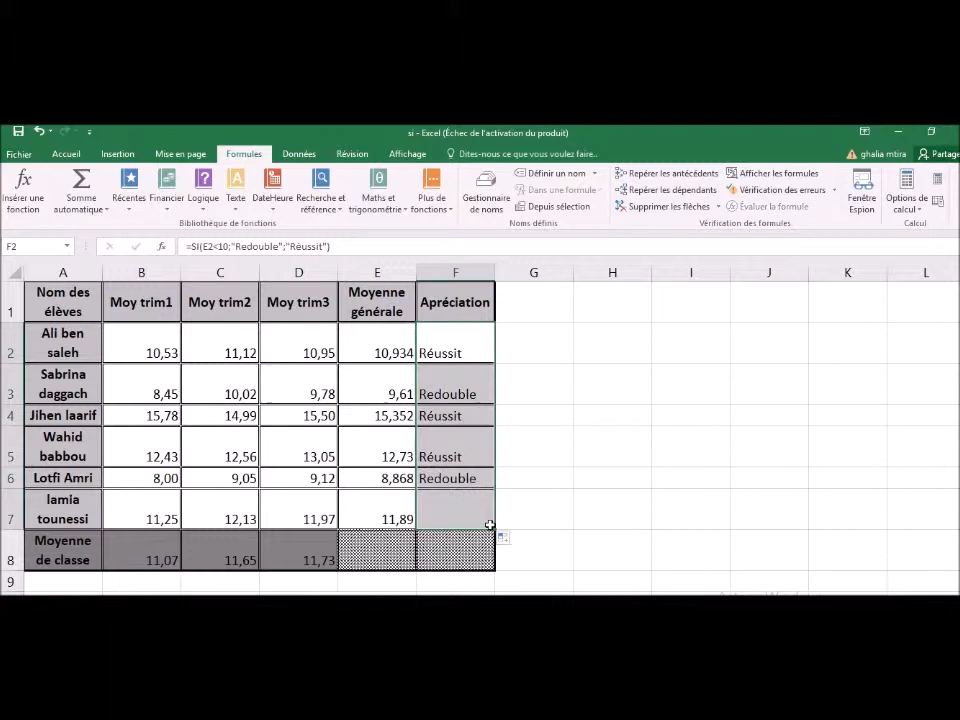 si - Excel (Échec de l'activation du produit)
Fichier Accueil Insertion Mise en page Formules Données Révision Affichage Dites-nous ce que vous voulez faire.. ghalia mtira Partage
Insérer une fonction
Somme automatique
Récentes
Financier
Logique
Texte
DateHeure
Recherche et référence
Maths et trigonométrie
Plus de fonctions
Bibliothèque de fonctions
Gestionnaire de noms
Définir un nom
Dans une formule
Depuis sélection
Noms définis
Repérer les antécédents
Repérer les dépendants
Supprimer les flèches
Afficher les formules
Vérification des erreurs
Évaluer la formule
Vérification des formules
Fenêtre Espion
Options de calcul
Calcul
F2 fx =SI(E2<10;"Redouble";"Réussit")
A B C D E F G H I J K L
1 Nom des élèves Moy trim1 Moy trim2 Moy trim3 Moyenne générale Apréciation
2 Ali ben saleh 10,53 11,12 10,95 10,934 Réussit
3 Sabrina daggach 8,45 10,02 9,78 9,61 Redouble
4 Jihen laarif 15,78 14,99 15,50 15,352 Réussit
5 Wahid babbou 12,43 12,56 13,05 12,73 Réussit
6 Lotfi Amri 8,00 9,05 9,12 8,868 Redouble
7 lamia tounessi 11,25 12,13 11,97 11,89
8 Moyenne de classe 11,07 11,65 11,73
9